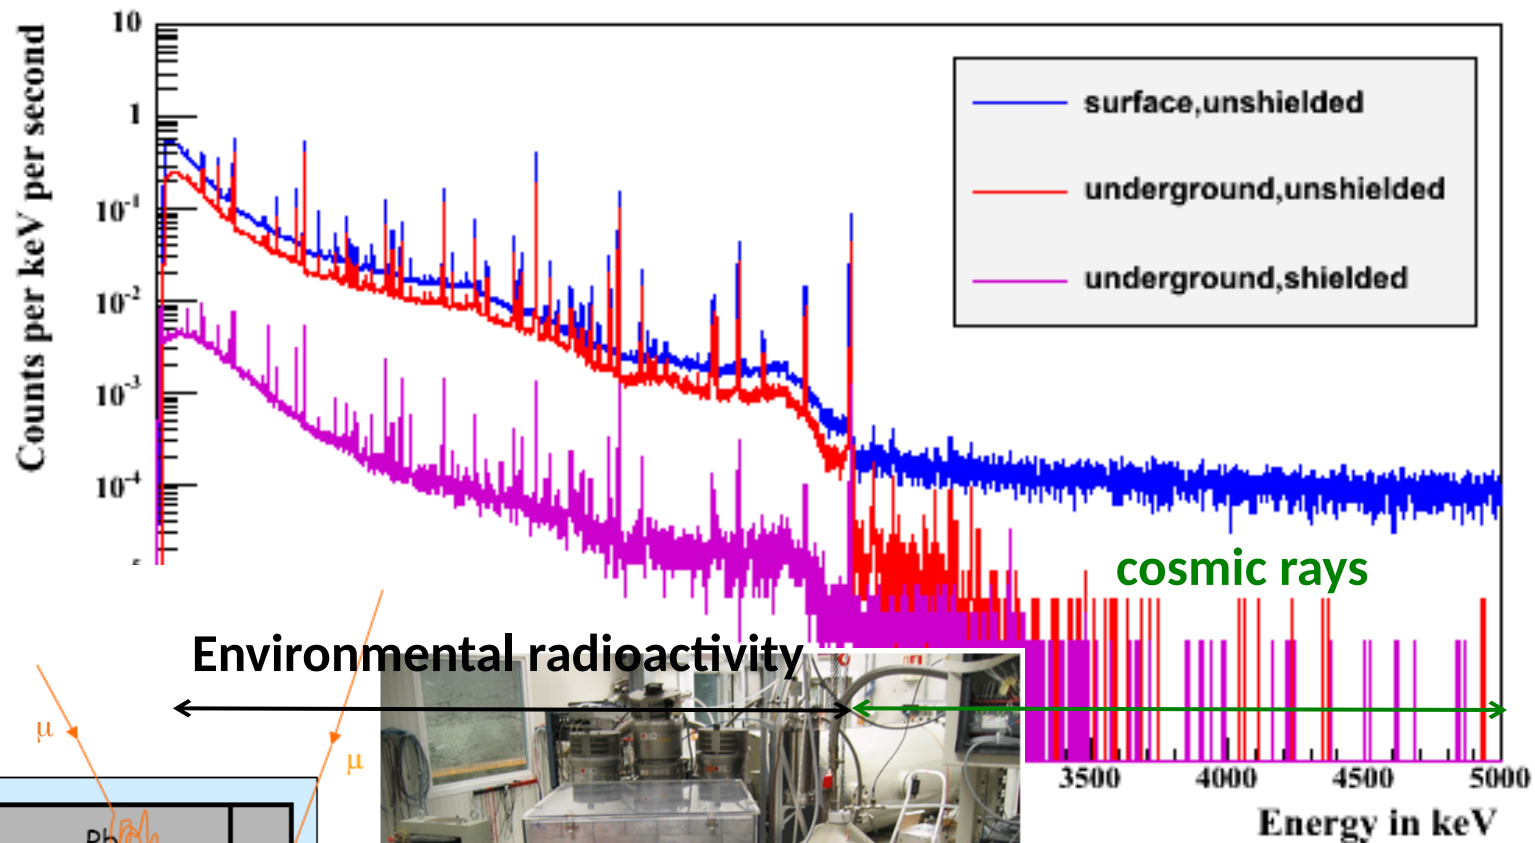 Counts per keV per second
10
1
10-1
10-2
10-3
10-4
surface,unshielded
underground,unshielded
underground,shielded
cosmic rays
Environmental radioactivity
μ
μ
Pb
3500
4000
4500
5000
Energy in keV